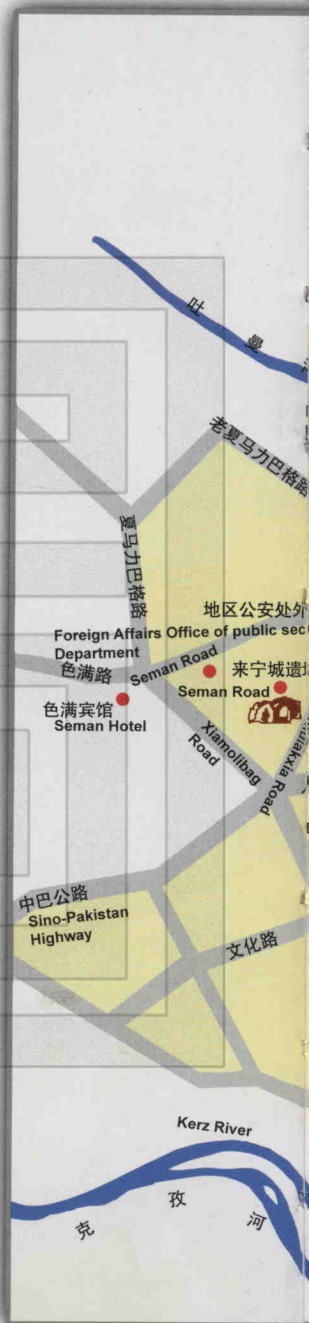 吐曼
老夏马力巴格路
夏马力巴格路
地区公安处外
Foreign Affairs Office of public sec
Department
Seman Road
色满路
来宁城遗
Seman Road
色满宾馆
Seman Hotel
Xiamolibag
Road
Road
中巴公路
Sino-Pakistan
Highway
文化路
Kerz River
克孜河